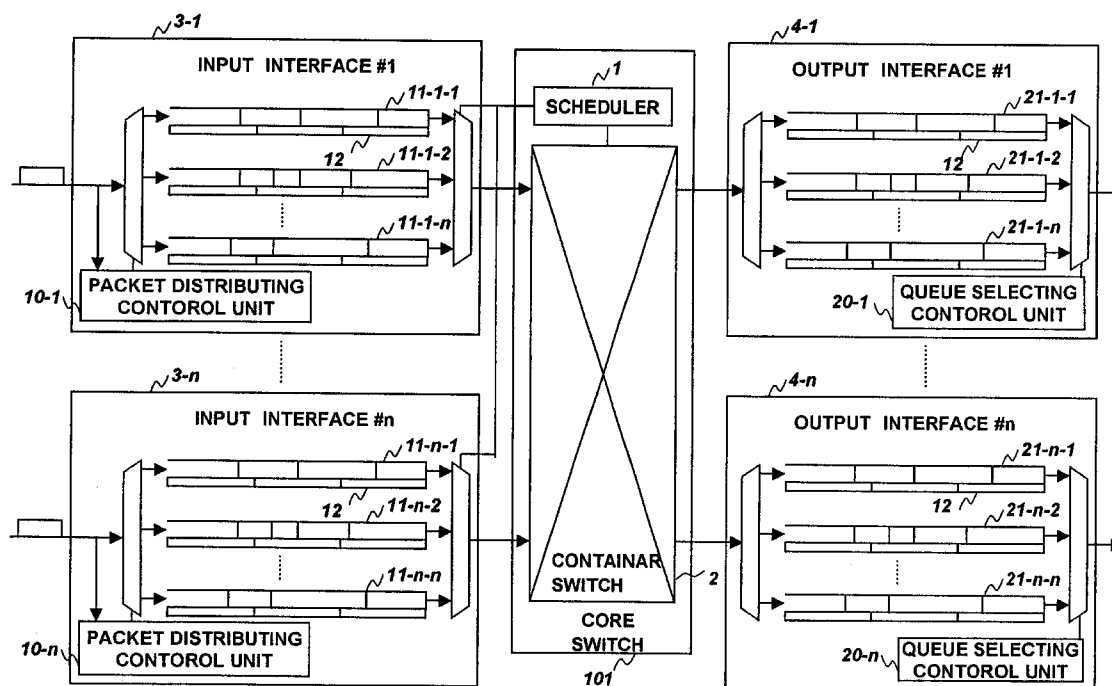 3-1
INPUT INTERFACE #1
11-1-1
12
11-1-2
11-1-n
10-1
PACKET DISTRIBUTING
CONTOROL UNIT
3-n
INPUT INTERFACE #n
11-n-1
12
11-n-2
11-n-n
10-n
PACKET DISTRIBUTING
CONTOROL UNIT
1
SCHEDULER
CONTAINAR
SWITCH
2
CORE
SWITCH
101
4-1
OUTPUT INTERFACE #1
21-1-1
12
21-1-2
21-1-n
20-1
QUEUE SELECTING
CONTOROL UNIT
4-n
OUTPUT INTERFACE #n
21-n-1
12
21-n-2
21-n-n
20-n
QUEUE SELECTING
CONTOROL UNIT